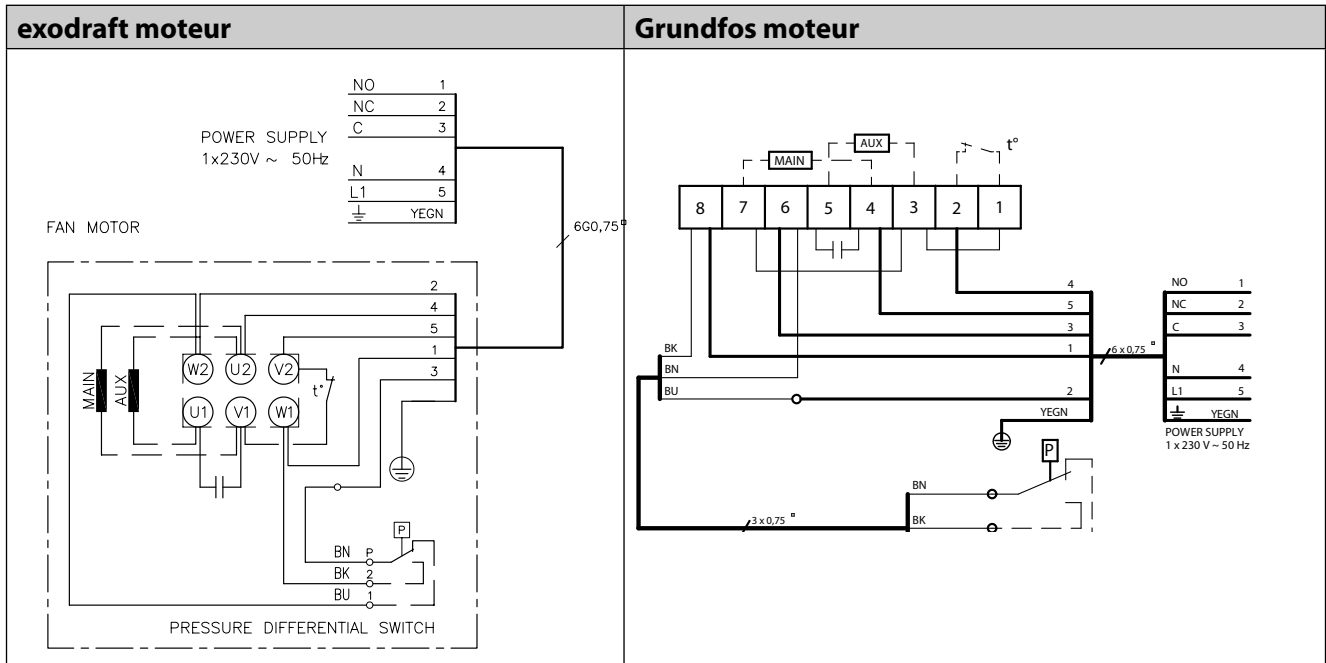 exodraft moteur
Grundfos moteur
NO 1
NC 2
C 3
POWER SUPPLY
1x230V ~ 50Hz
N 4
L1 5
YEGN
6G0,75
FAN MOTOR
2
4
5
1
3
MAIN
AUX
W2 U2 V2
t°
U1 V1 W1
P
BN P
BK 2
BU 1
PRESSURE DIFFERENTIAL SWITCH
AUX
MAIN
t°
8 7 6 5 4 3 2 1
4
5
3
1
2
YEGN
BK
BN
BU
6 x 0,75
NO 1
NC 2
C 3
N 4
L1 5
YEGN
POWER SUPPLY
1 x 230 V ~ 50 Hz
P
BN
BK
3 x 0,75